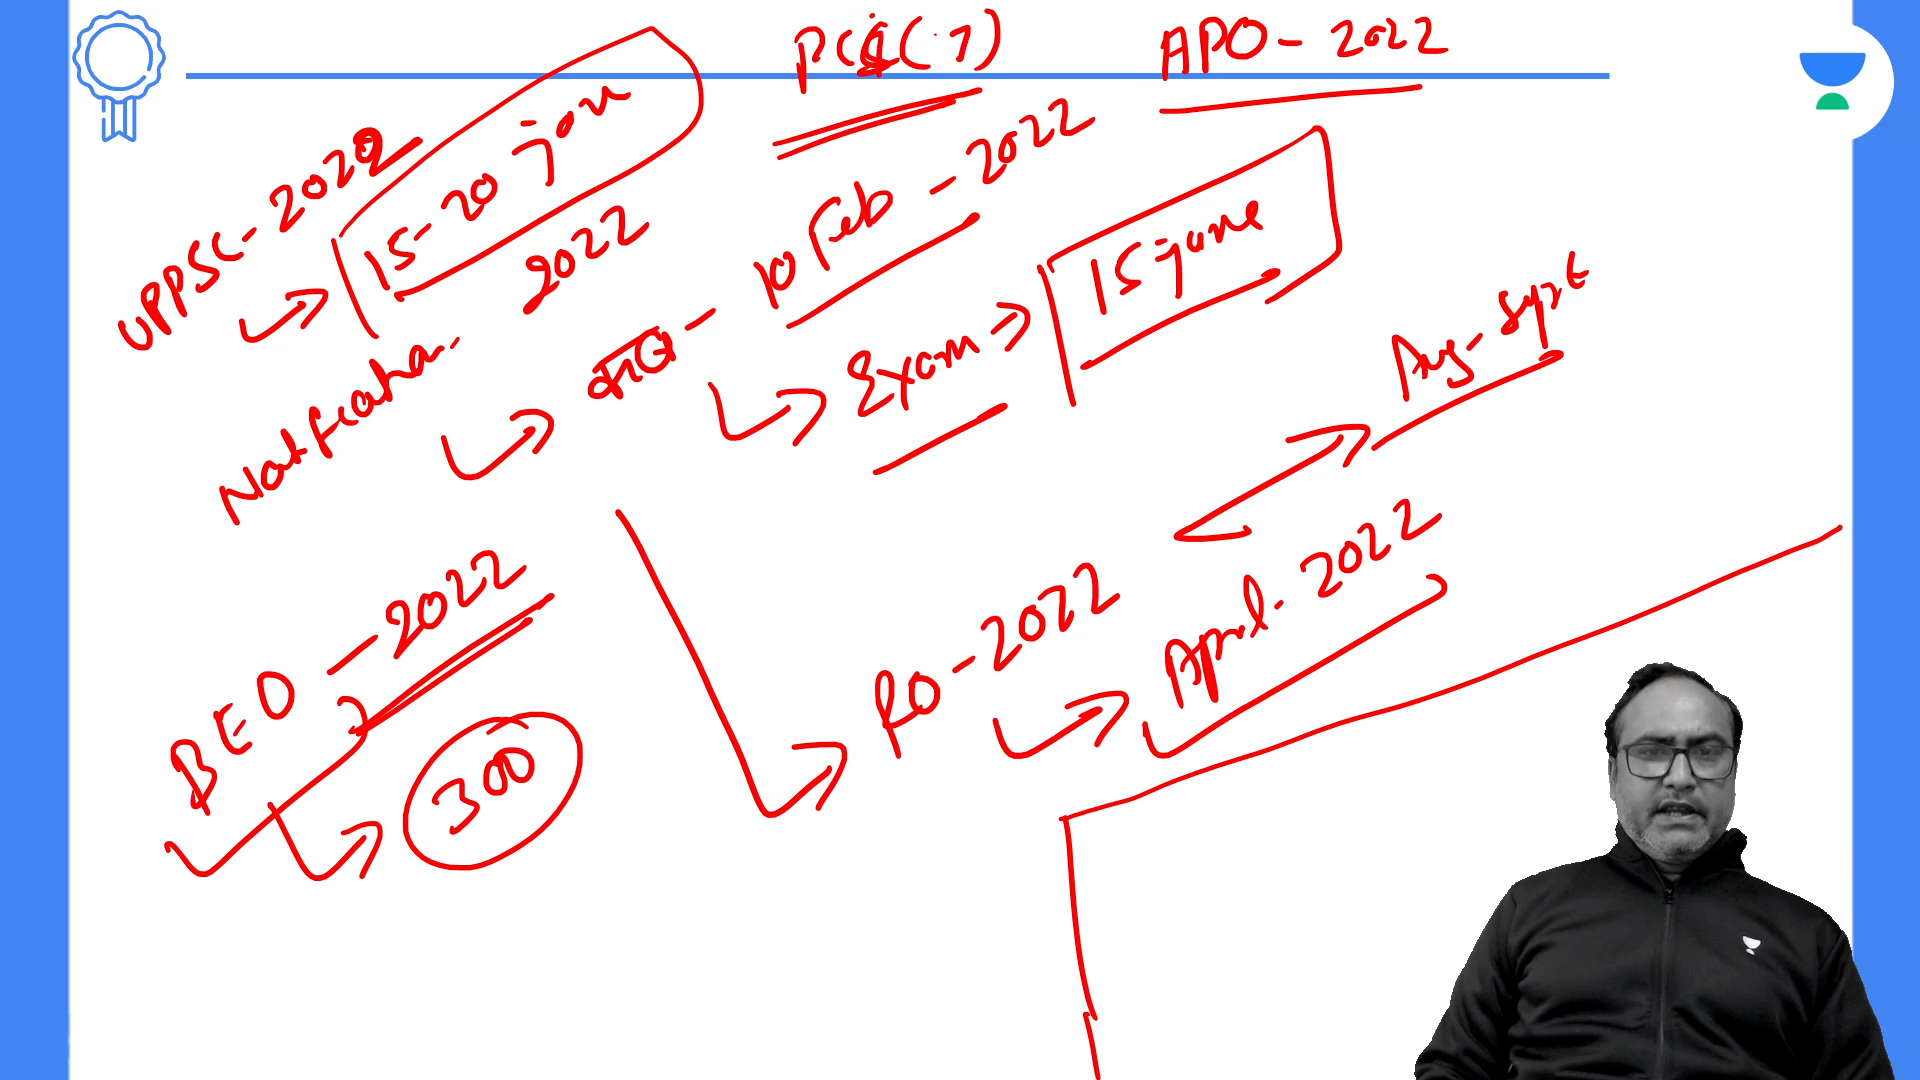 PCS(.7)
APO - 2022
UPPSC - 2022
15-20 jan
2022
Notification
10 Feb - 2022
Exam → 15 june
Aug - Sept
BEO - 2022
300
RO - 2022
April - 2022